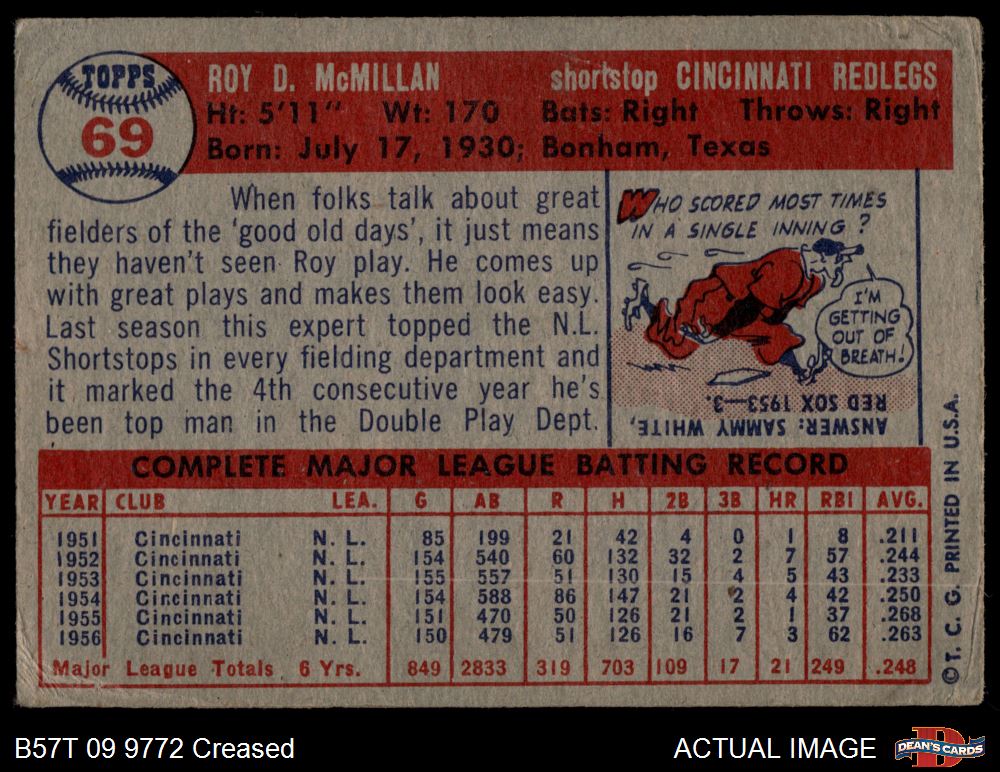 TOPPS
69
ROY D. McMILLAN shortstop CINCINNATI REDLEGS
Ht: 5'11" Wt: 170 Bats: Right Throws: Right
Born: July 17, 1930; Bonham, Texas
When folks talk about great
fielders of the 'good old days', it just means
they haven't seen Roy play. He comes up
with great plays and makes them look easy.
Last season this expert topped the N.L.
Shortstops in every fielding department and
it marked the 4th consecutive year he's
been top man in the Double Play Dept.
WHO SCORED MOST TIMES
IN A SINGLE INNING?
I'M
GETTING
OUT OF
BREATH!
ANSWER: SAMMY WHITE,
RED SOX 1953—3.
COMPLETE MAJOR LEAGUE BATTING RECORD
YEAR CLUB LEA. G AB R H 2B 3B HR RBI AVG.
1951 Cincinnati N. L. 85 199 21 42 4 0 1 8 .211
1952 Cincinnati N. L. 154 540 60 132 32 2 7 57 .244
1953 Cincinnati N. L. 155 557 51 130 15 4 5 43 .233
1954 Cincinnati N. L. 154 588 86 147 21 2 4 42 .250
1955 Cincinnati N. L. 151 470 50 126 21 2 1 37 .268
1956 Cincinnati N. L. 150 479 51 126 16 7 3 62 .263
Major League Totals 6 Yrs. 849 2833 319 703 109 17 21 249 .248
© T. C. G. PRINTED IN U.S.A.
B57T 09 9772 Creased ACTUAL IMAGE DEAN'S CARDS